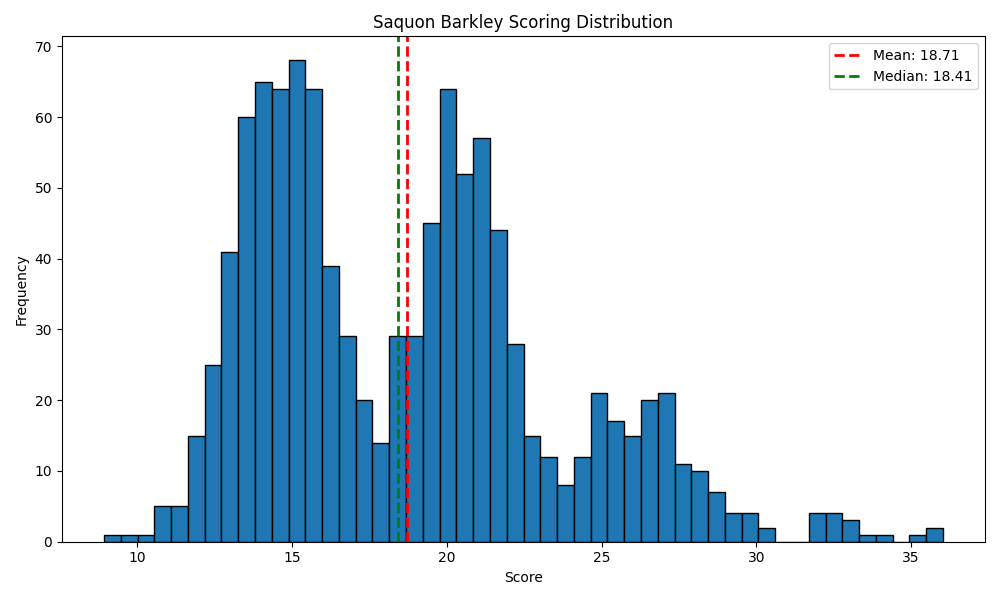 Saquon Barkley Scoring Distribution
Mean: 18.71
Median: 18.41
Frequency
70
60
50
40
30
20
10
0
10 15 20 25 30 35
Score